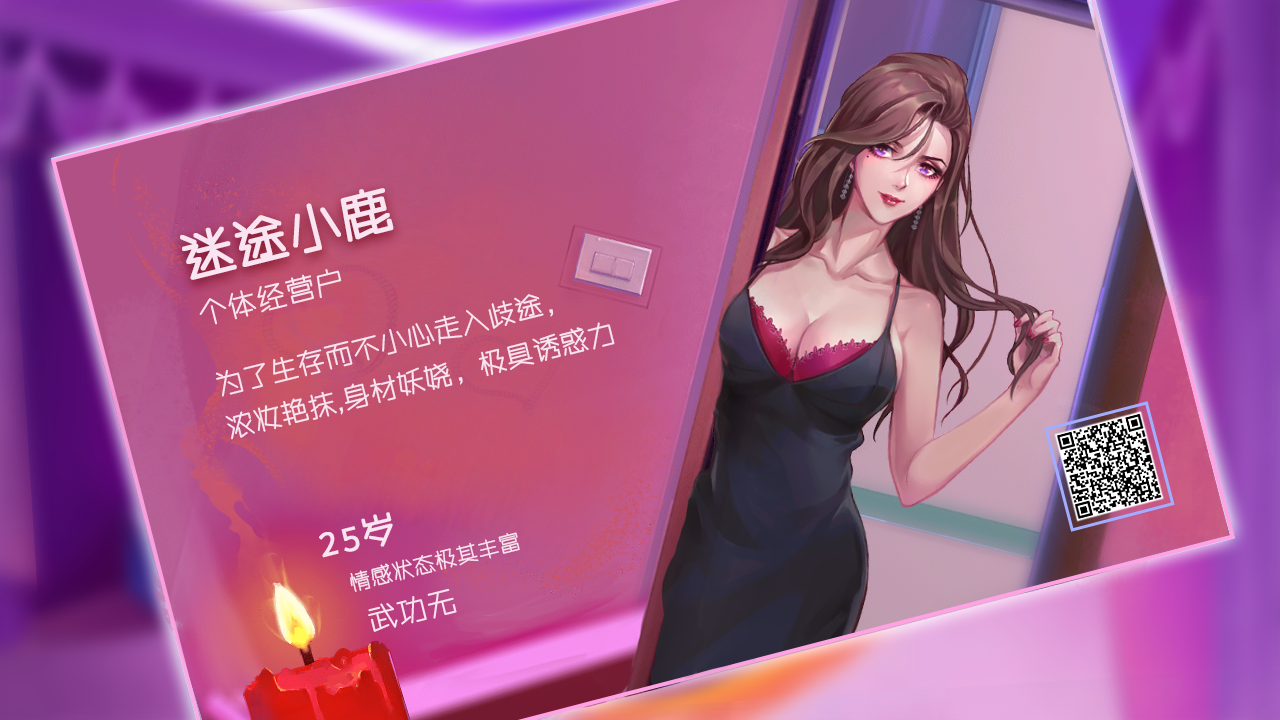 迷途小鹿
个体经营户
为了生存而不小心走入歧途，
浓妆艳抹,身材妖娆，极具诱惑力
25岁
情感状态极其丰富
武功无